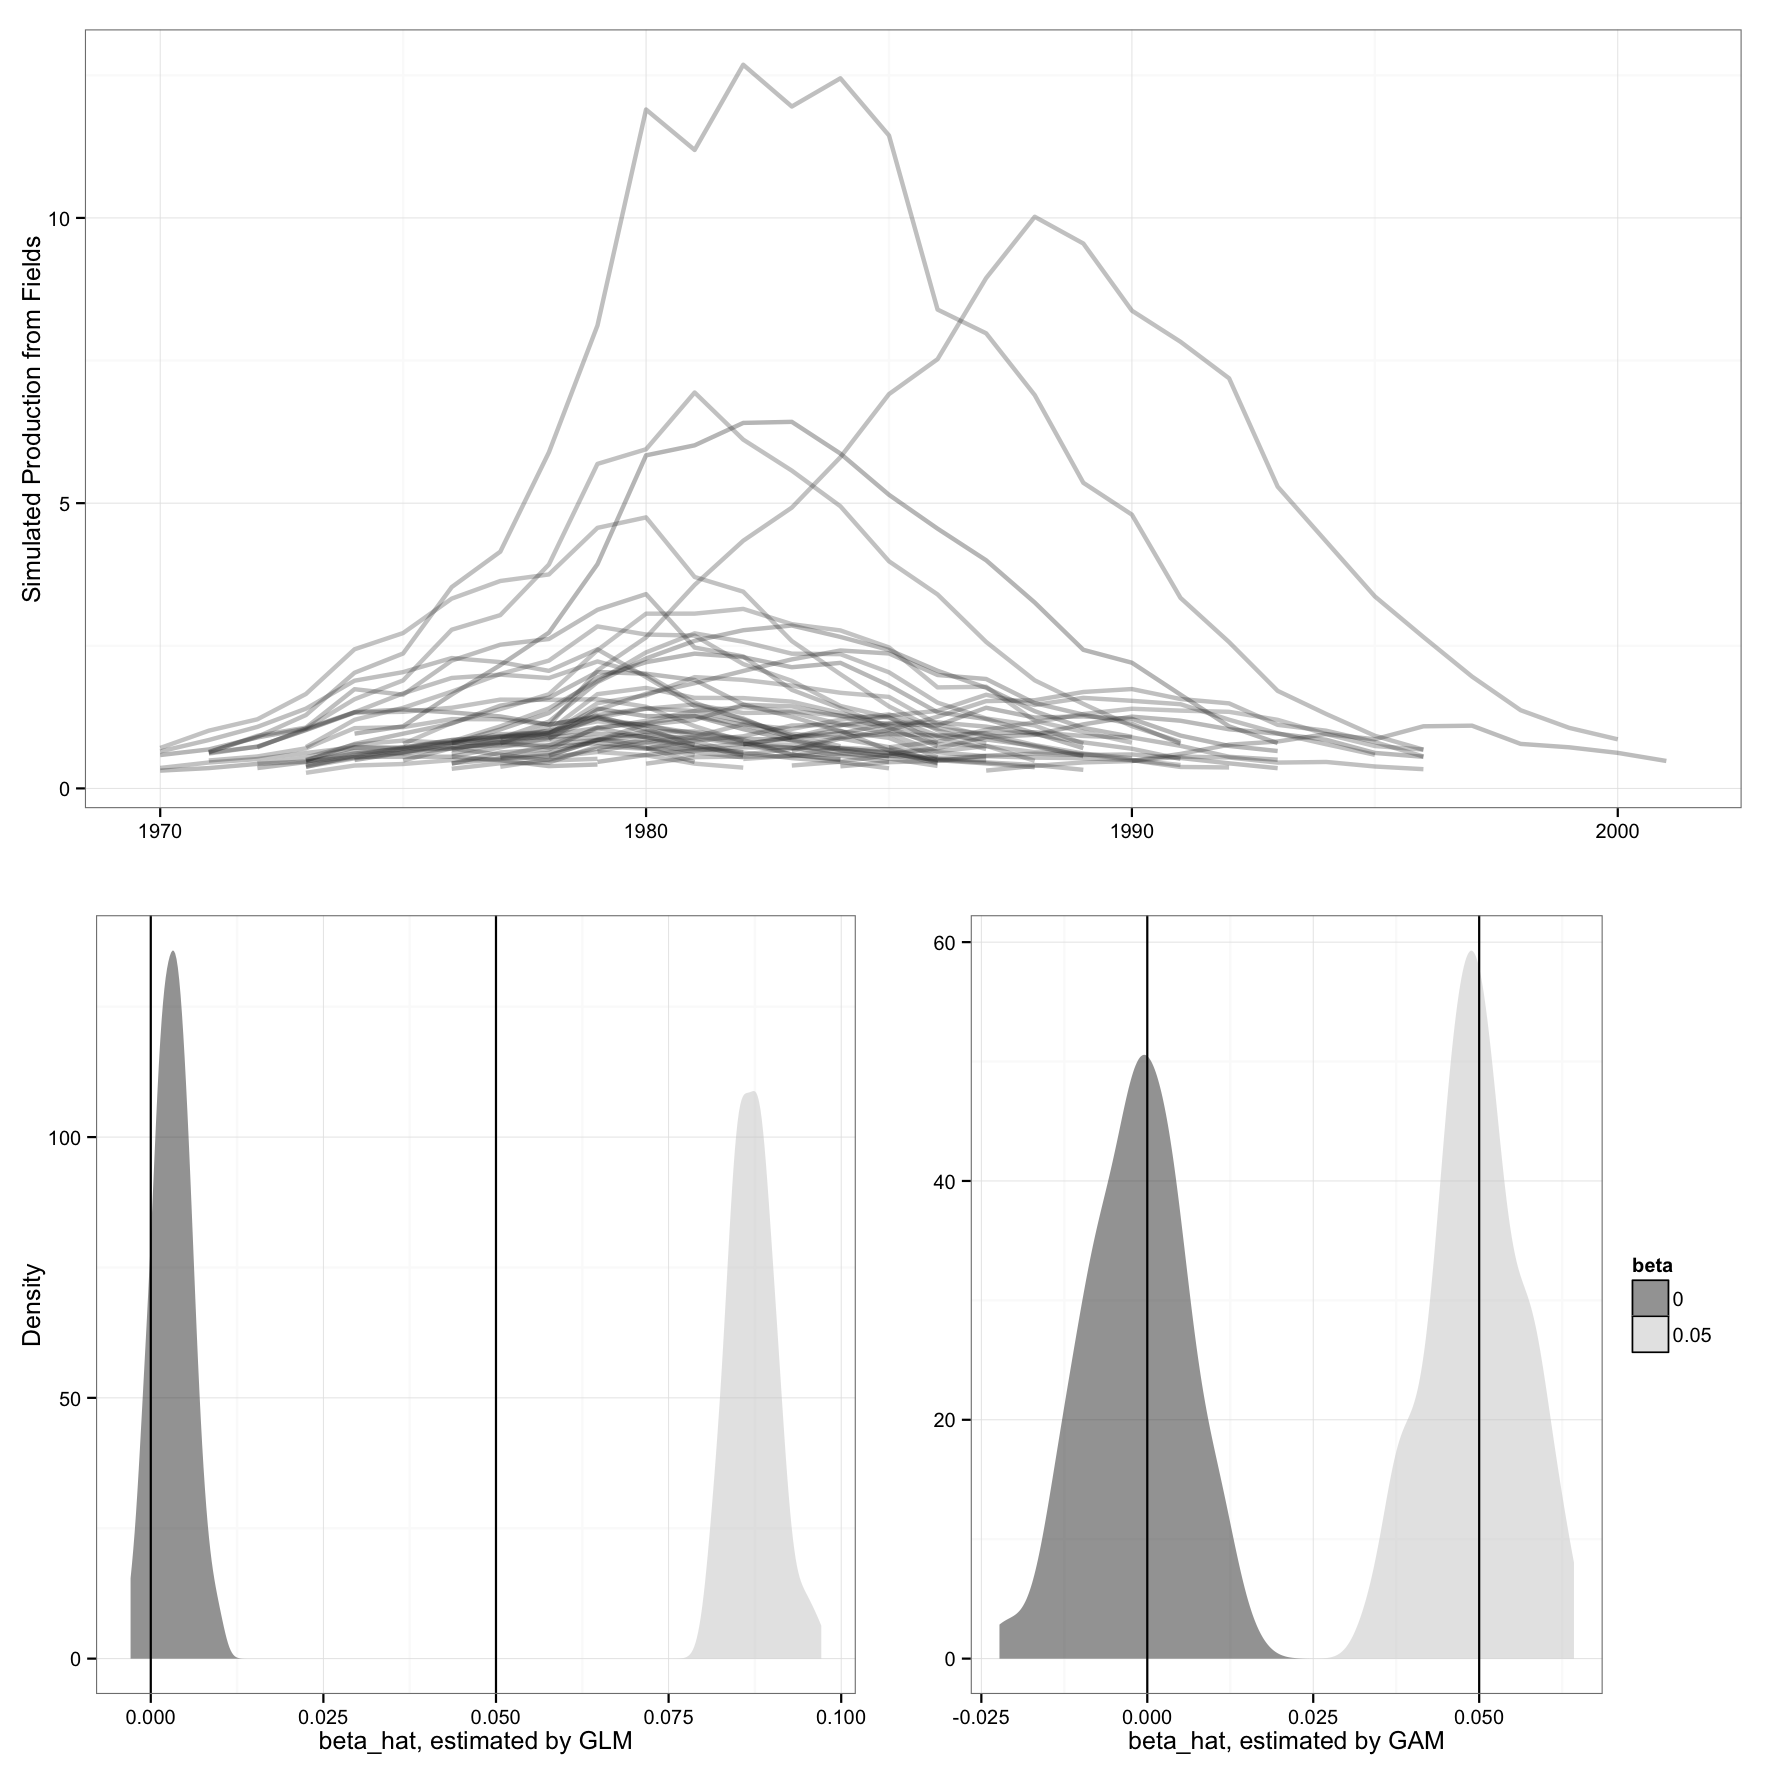 Simulated Production from Fields
10
5
0
1970 1980 1990 2000
Density
100
50
0
0.000 0.025 0.050 0.075 0.100
beta_hat, estimated by GLM
60
40
20
0
-0.025 0.000 0.025 0.050
beta_hat, estimated by GAM
beta
0
0.05